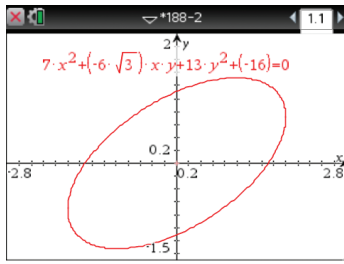 *188-2 1.1
2 y
7·x²+(-6·√3)·x·y+13·y²+(-16)=0
0.2 x
-2.8 0.2 2.8
-1.5